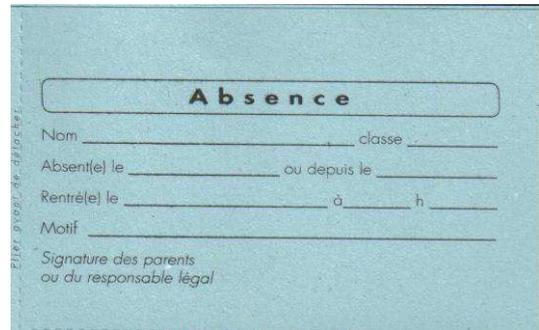 Absence
Nom classe
Absent(e) le ou depuis le
Rentré(e) le à h
Motif
Signature des parents
ou du responsable légal
Plier avant de détacher